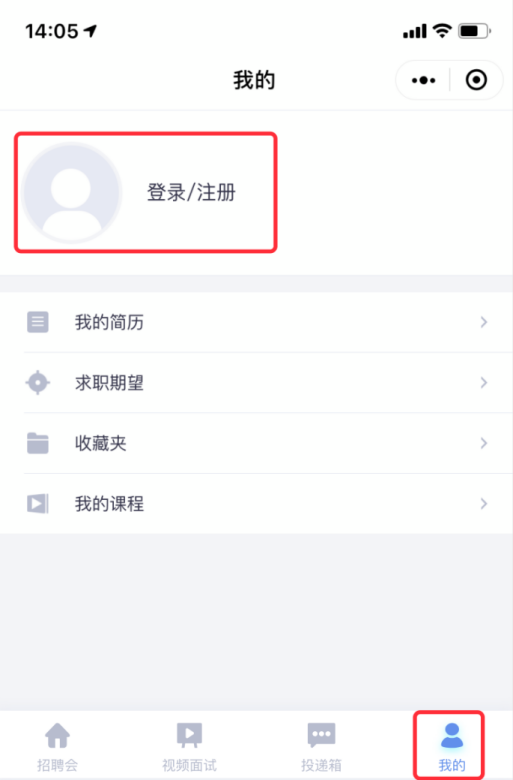 14:05
我的
登录/注册
我的简历
求职期望
收藏夹
我的课程
招聘会
视频面试
投递箱
我的